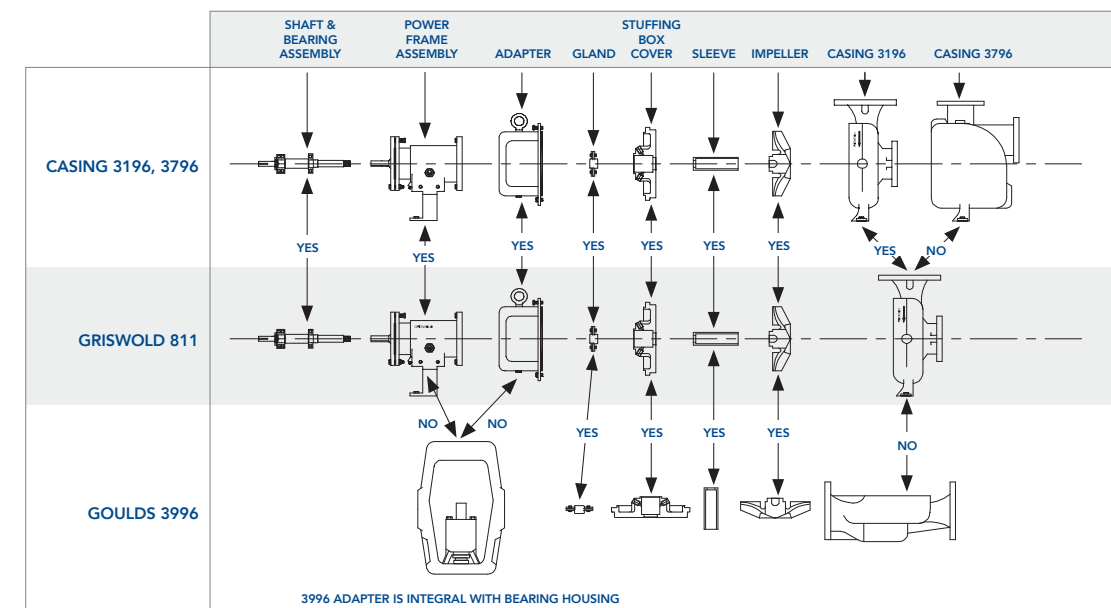 SHAFT &
BEARING
ASSEMBLY
POWER
FRAME
ASSEMBLY
ADAPTER
GLAND
STUFFING
BOX
COVER
SLEEVE
IMPELLER
CASING 3196
CASING 3796
CASING 3196, 3796
YES
YES
YES
YES
YES
YES
YES
YES
NO
GRISWOLD 811
NO
NO
YES
YES
YES
YES
NO
GOULDS 3996
3996 ADAPTER IS INTEGRAL WITH BEARING HOUSING